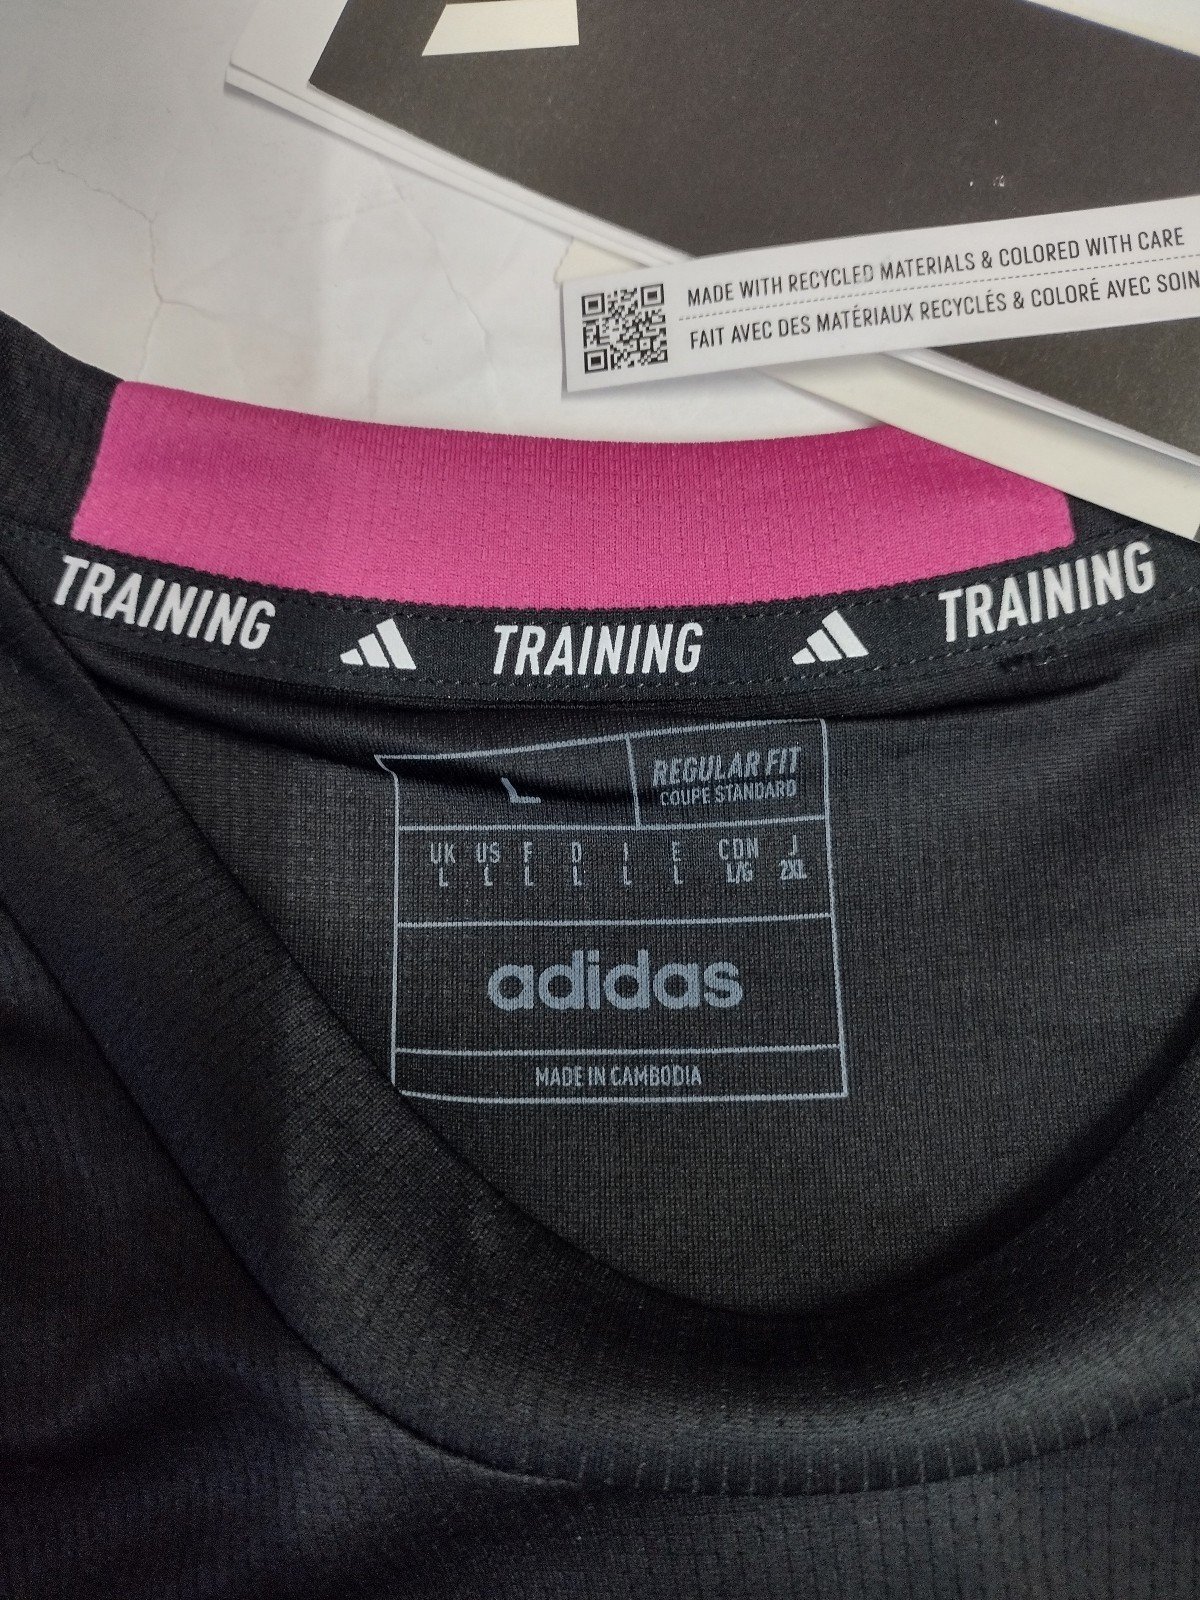 MADE WITH RECYCLED MATERIALS & COLORED WITH CARE
FAIT AVEC DES MATÉRIAUX RECYCLÉS & COLORÉ AVEC SOIN
TRAINING TRAINING TRAINING
L
REGULAR FIT
COUPE STANDARD
UK US F D I E CDN J
L L L L L L L/G 2XL
adidas
MADE IN CAMBODIA